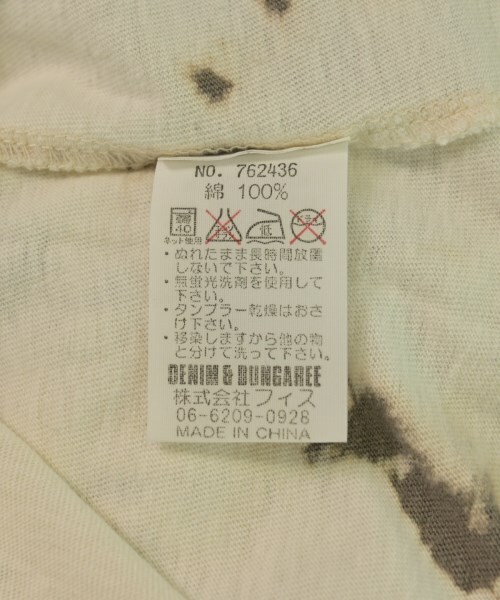 NO. 762436
綿 100%
40 低 ドライ
ネット使用
・ぬれたまま長時間放置
しないで下さい。
・無蛍光洗剤を使用して
下さい。
・タンブラー乾燥はおさ
け下さい。
・移染しますから他の物
と分けて洗って下さい。
DENIM & DUNGAREE
株式会社フィス
06-6209-0928
MADE IN CHINA